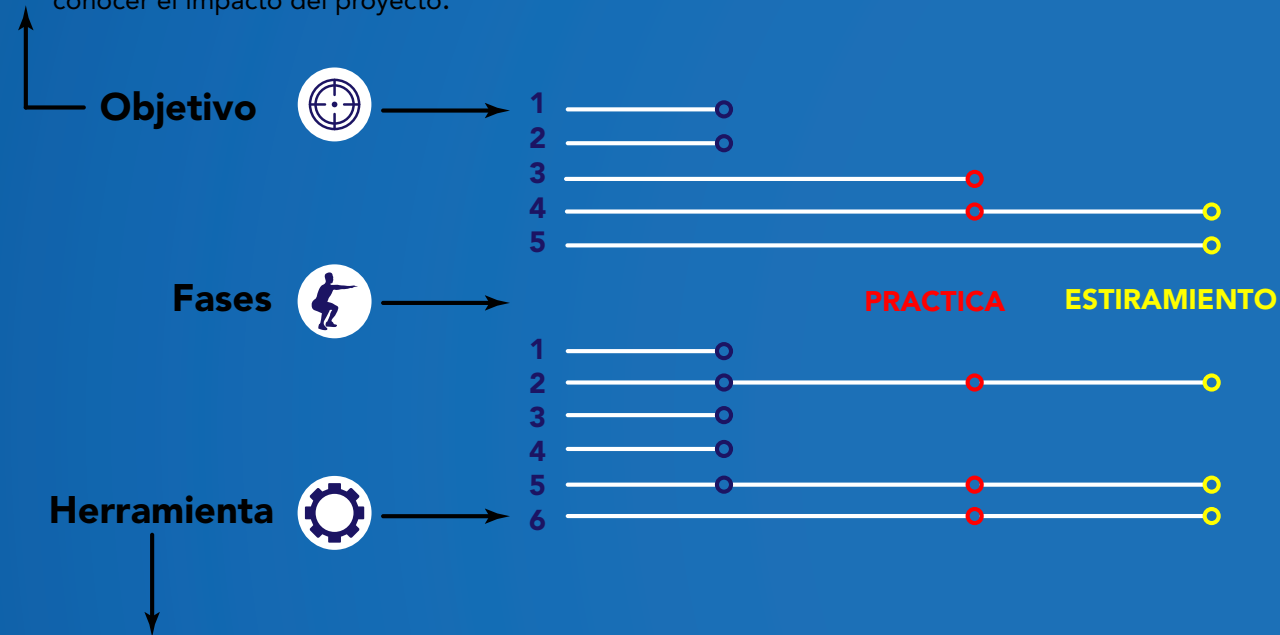 conocer el impacto del proyecto.
Objetivo
1
2
3
4
5
Fases
PRACTICA
ESTIRAMIENTO
1
2
3
4
5
6
Herramienta